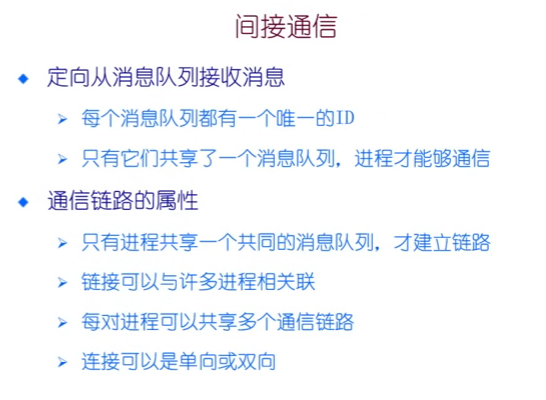 间接通信
定向从消息队列接收消息
每个消息队列都有一个唯一的ID
只有它们共享了一个消息队列，进程才能够通信
通信链路的属性
只有进程共享一个共同的消息队列，才建立链路
链接可以与许多进程相关联
每对进程可以共享多个通信链路
连接可以是单向或双向